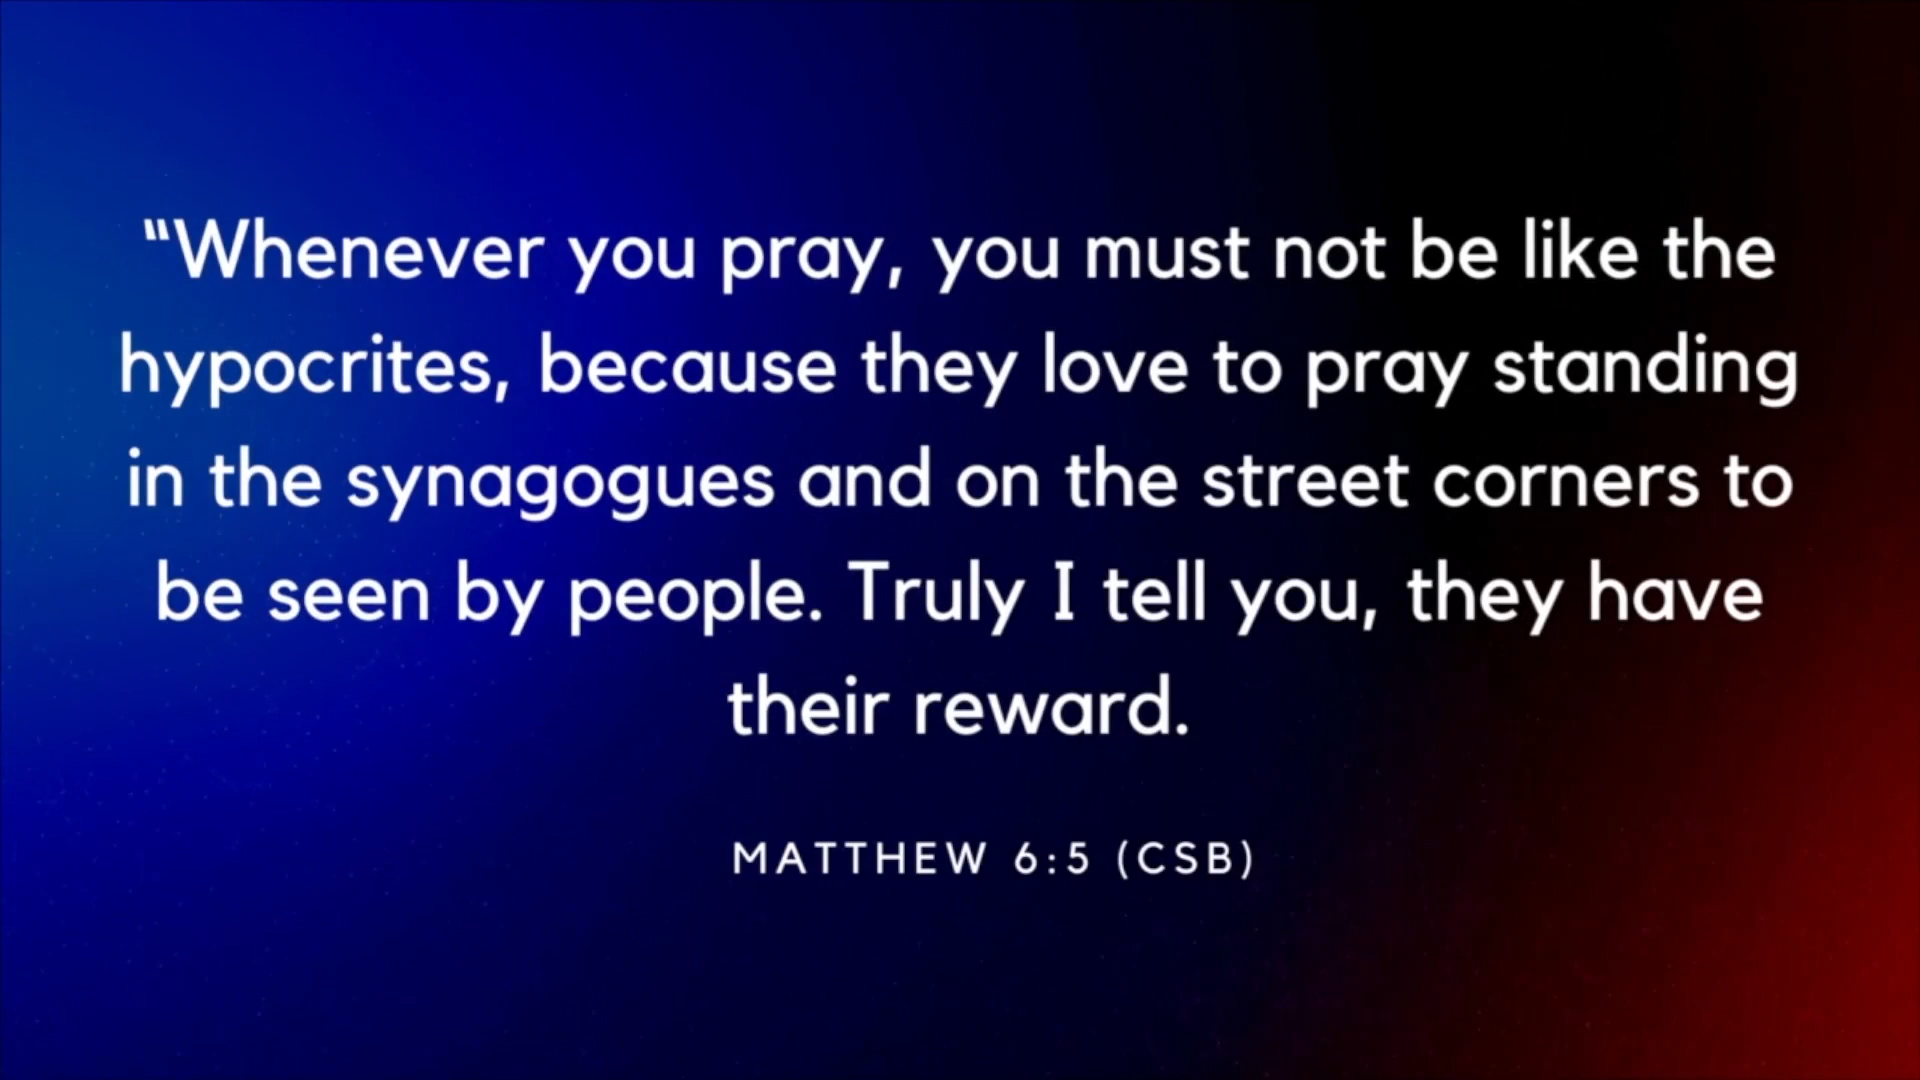 “Whenever you pray, you must not be like the
hypocrites, because they love to pray standing
in the synagogues and on the street corners to
be seen by people. Truly I tell you, they have
their reward.
MATTHEW 6:5 (CSB)